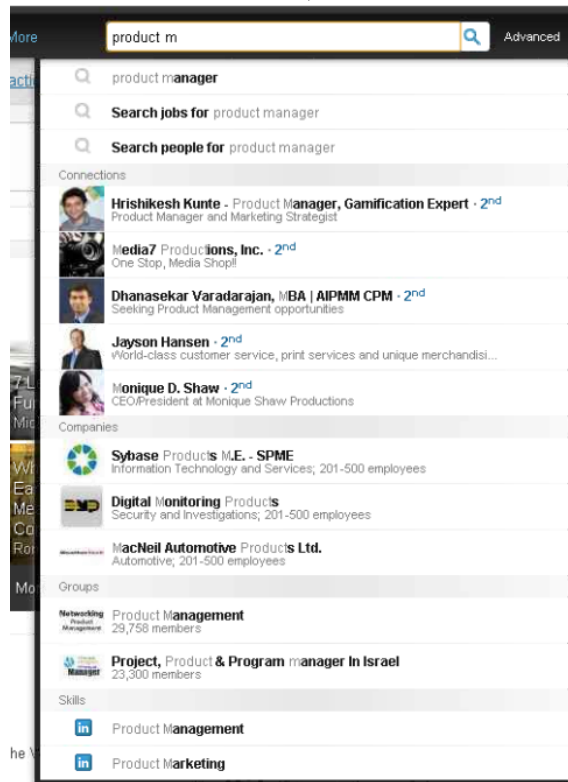 More
product m
Advanced
product manager
Search jobs for product manager
Search people for product manager
Connections
Hrishikesh Kunte - Product Manager, Gamification Expert · 2nd
Product Manager and Marketing Strategist
Media7 Productions, Inc. · 2nd
One Stop, Media Shop!!
Dhanasekar Varadarajan, MBA | AIPMM CPM · 2nd
Seeking Product Management opportunities
Jayson Hansen · 2nd
World-class customer service, print services and unique merchandisi...
Monique D. Shaw · 2nd
CEO/President at Monique Shaw Productions
Companies
Sybase Products M.E. - SPME
Information Technology and Services; 201-500 employees
Digital Monitoring Products
Security and Investigations; 201-500 employees
MacNeil Automotive Products Ltd.
Automotive; 201-500 employees
Groups
Networking
Product
Management
Product Management
29,758 members
Manager
Project, Product & Program manager In Israel
23,300 members
Skills
in
Product Management
in
Product Marketing